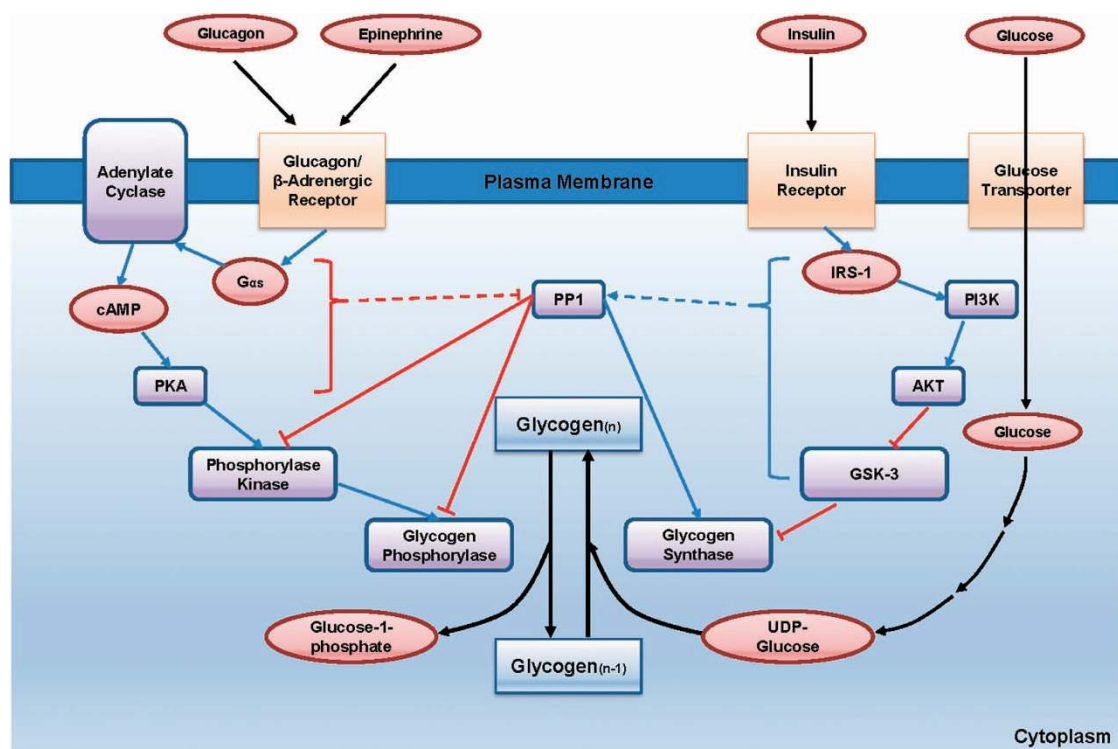 Glucagon
Epinephrine
Insulin
Glucose
Adenylate
Cyclase
Glucagon/
β-Adrenergic
Receptor
Plasma Membrane
Insulin
Receptor
Glucose
Transporter
Gαs
IRS-1
cAMP
PP1
PI3K
PKA
AKT
Glycogen(n)
Glucose
Phosphorylase
Kinase
GSK-3
Glycogen
Phosphorylase
Glycogen
Synthase
Glucose-1-
phosphate
UDP-
Glucose
Glycogen(n-1)
Cytoplasm